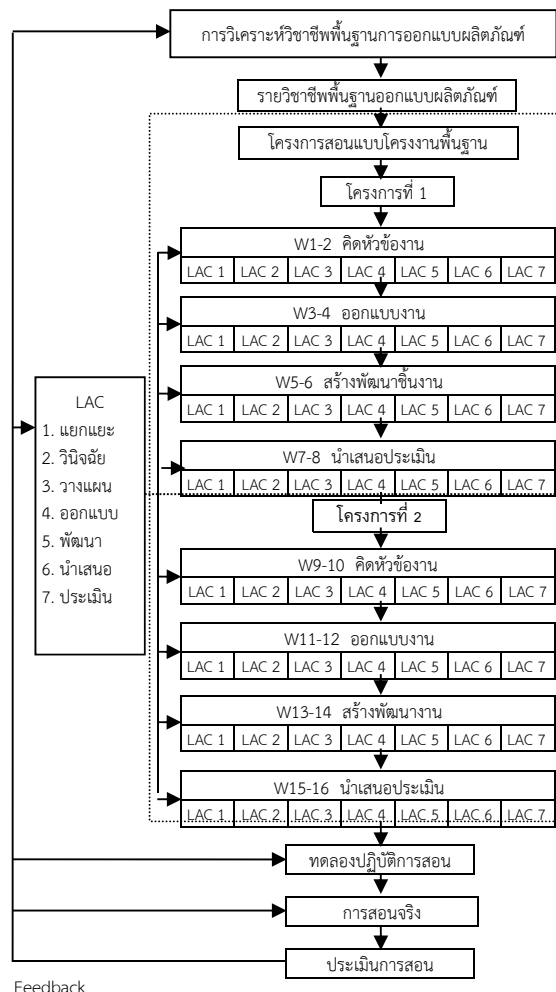 การวิเคราะห์วิชาชีพพื้นฐานการออกแบบผลิตภัณฑ์
รายวิชาชีพพื้นฐานออกแบบผลิตภัณฑ์
โครงการสอนแบบโครงงานพื้นฐาน
โครงการที่ 1
W1-2 คิดหัวข้องาน
LAC 1 LAC 2 LAC 3 LAC 4 LAC 5 LAC 6 LAC 7
W3-4 ออกแบบงาน
LAC 1 LAC 2 LAC 3 LAC 4 LAC 5 LAC 6 LAC 7
W5-6 สร้างพัฒนาชิ้นงาน
LAC 1 LAC 2 LAC 3 LAC 4 LAC 5 LAC 6 LAC 7
W7-8 นำเสนอประเมิน
LAC 1 LAC 2 LAC 3 LAC 4 LAC 5 LAC 6 LAC 7
LAC
1. แยกแยะ
2. วินิจฉัย
3. วางแผน
4. ออกแบบ
5. พัฒนา
6. นำเสนอ
7. ประเมิน
โครงการที่ 2
W9-10 คิดหัวข้องาน
LAC 1 LAC 2 LAC 3 LAC 4 LAC 5 LAC 6 LAC 7
W11-12 ออกแบบงาน
LAC 1 LAC 2 LAC 3 LAC 4 LAC 5 LAC 6 LAC 7
W13-14 สร้างพัฒนางาน
LAC 1 LAC 2 LAC 3 LAC 4 LAC 5 LAC 6 LAC 7
W15-16 นำเสนอประเมิน
LAC 1 LAC 2 LAC 3 LAC 4 LAC 5 LAC 6 LAC 7
ทดลองปฏิบัติการสอน
การสอนจริง
ประเมินการสอน
Feedback